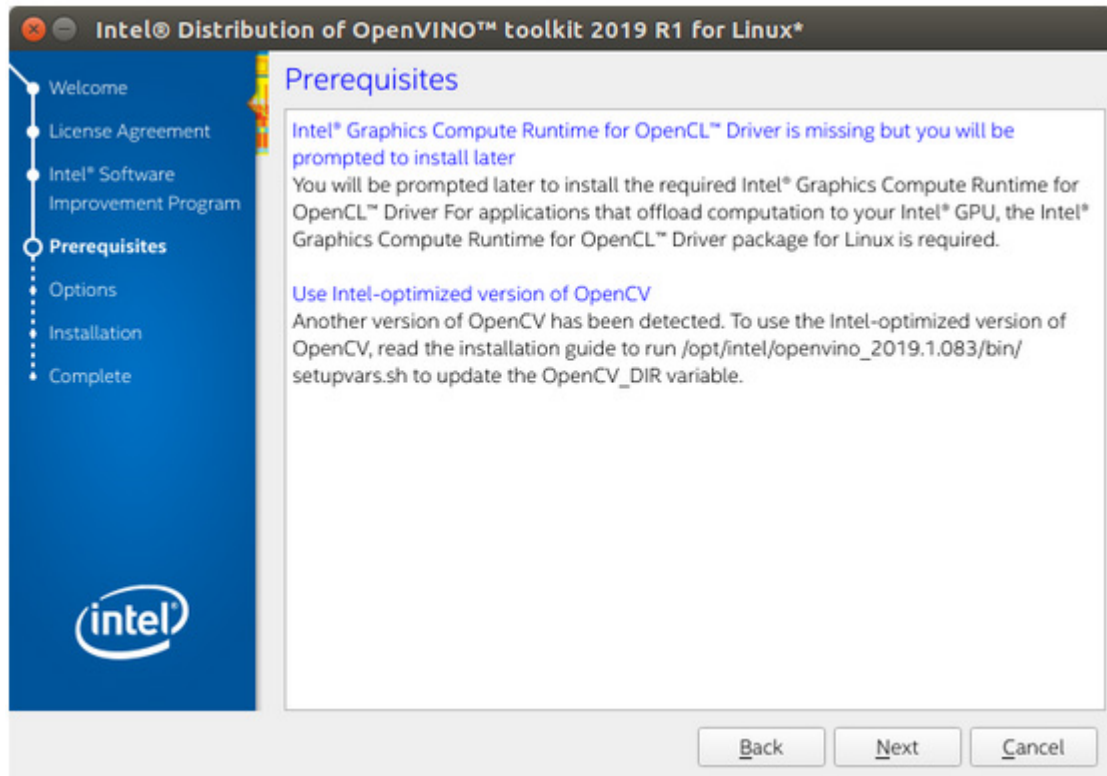 Intel® Distribution of OpenVINO™ toolkit 2019 R1 for Linux*
Welcome
License Agreement
Intel® Software
Improvement Program
Prerequisites
Options
Installation
Complete
intel®
Prerequisites
Intel® Graphics Compute Runtime for OpenCL™ Driver is missing but you will be
prompted to install later
You will be prompted later to install the required Intel® Graphics Compute Runtime for
OpenCL™ Driver For applications that offload computation to your Intel® GPU, the Intel®
Graphics Compute Runtime for OpenCL™ Driver package for Linux is required.
Use Intel-optimized version of OpenCV
Another version of OpenCV has been detected. To use the Intel-optimized version of
OpenCV, read the installation guide to run /opt/intel/openvino_2019.1.083/bin/
setupvars.sh to update the OpenCV_DIR variable.
Back
Next
Cancel